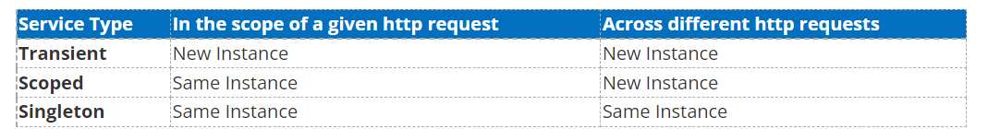 Service Type In the scope of a given http request Across different http requests
Transient New Instance New Instance
Scoped Same Instance New Instance
Singleton Same Instance Same Instance